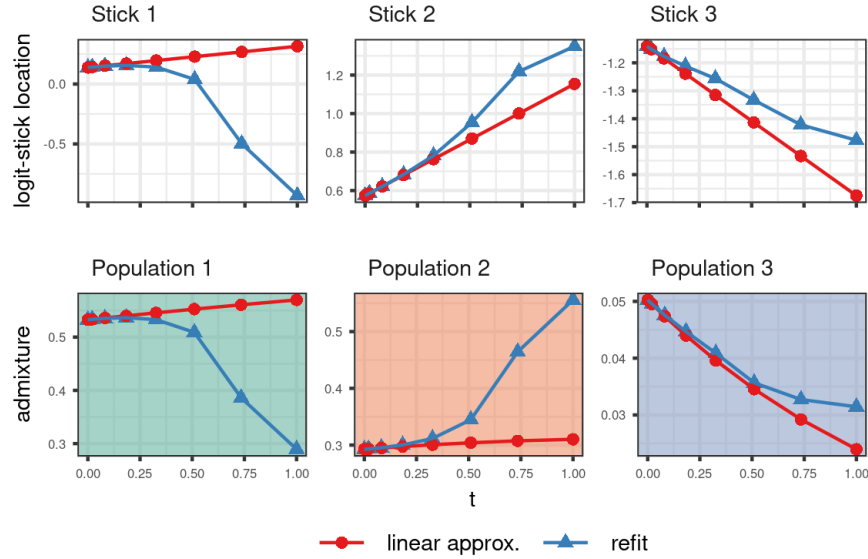 Stick 1
Stick 2
Stick 3
logit-stick location
0.0
-0.5
1.2
1.0
0.8
0.6
-1.2
-1.3
-1.4
-1.5
-1.6
-1.7
Population 1
Population 2
Population 3
admixture
0.5
0.4
0.3
0.5
0.4
0.3
0.05
0.04
0.03
0.00 0.25 0.50 0.75 1.00
0.00 0.25 0.50 0.75 1.00
0.00 0.25 0.50 0.75 1.00
t
linear approx. refit